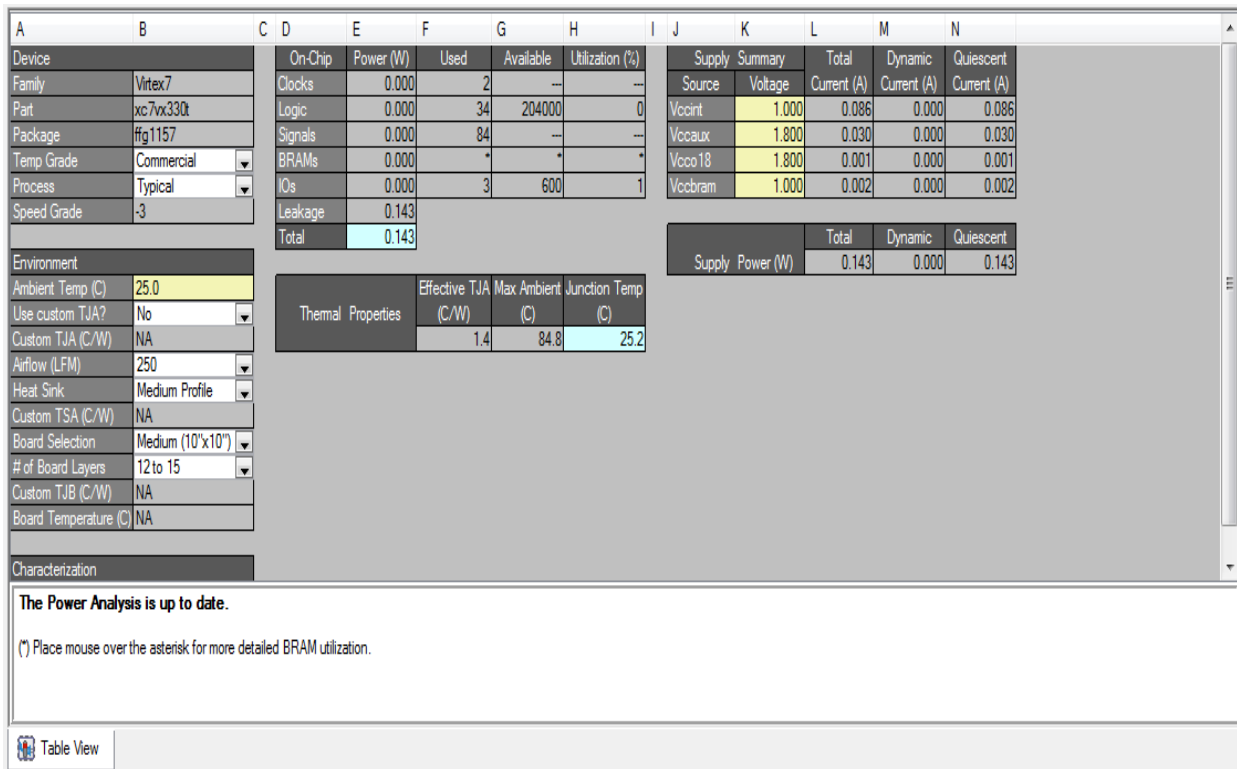 A B C D E F G H I J K L M N
Device On-Chip Power (W) Used Available Utilization (%) Supply Summary Total Dynamic Quiescent
Family Virtex7 Clocks 0.000 2 --- --- Source Voltage Current (A) Current (A) Current (A)
Part xc7vx330t Logic 0.000 34 204000 0 Vccint 1.000 0.086 0.000 0.086
Package ffg1157 Signals 0.000 84 --- --- Vccaux 1.800 0.030 0.000 0.030
Temp Grade Commercial BRAMs 0.000 * * * Vcco18 1.800 0.001 0.000 0.001
Process Typical IOs 0.000 3 600 1 Vccbram 1.000 0.002 0.000 0.002
Speed Grade -3 Leakage 0.143
Total 0.143 Total Dynamic Quiescent
Environment Supply Power (W) 0.143 0.000 0.143
Ambient Temp (C) 25.0 Effective TJA Max Ambient Junction Temp
Use custom TJA? No Thermal Properties (C/W) (C) (C)
Custom TJA (C/W) NA 1.4 84.8 25.2
Airflow (LFM) 250
Heat Sink Medium Profile
Custom TSA (C/W) NA
Board Selection Medium (10"x10")
# of Board Layers 12 to 15
Custom TJB (C/W) NA
Board Temperature (C) NA
Characterization
The Power Analysis is up to date.
(*) Place mouse over the asterisk for more detailed BRAM utilization.
Table View